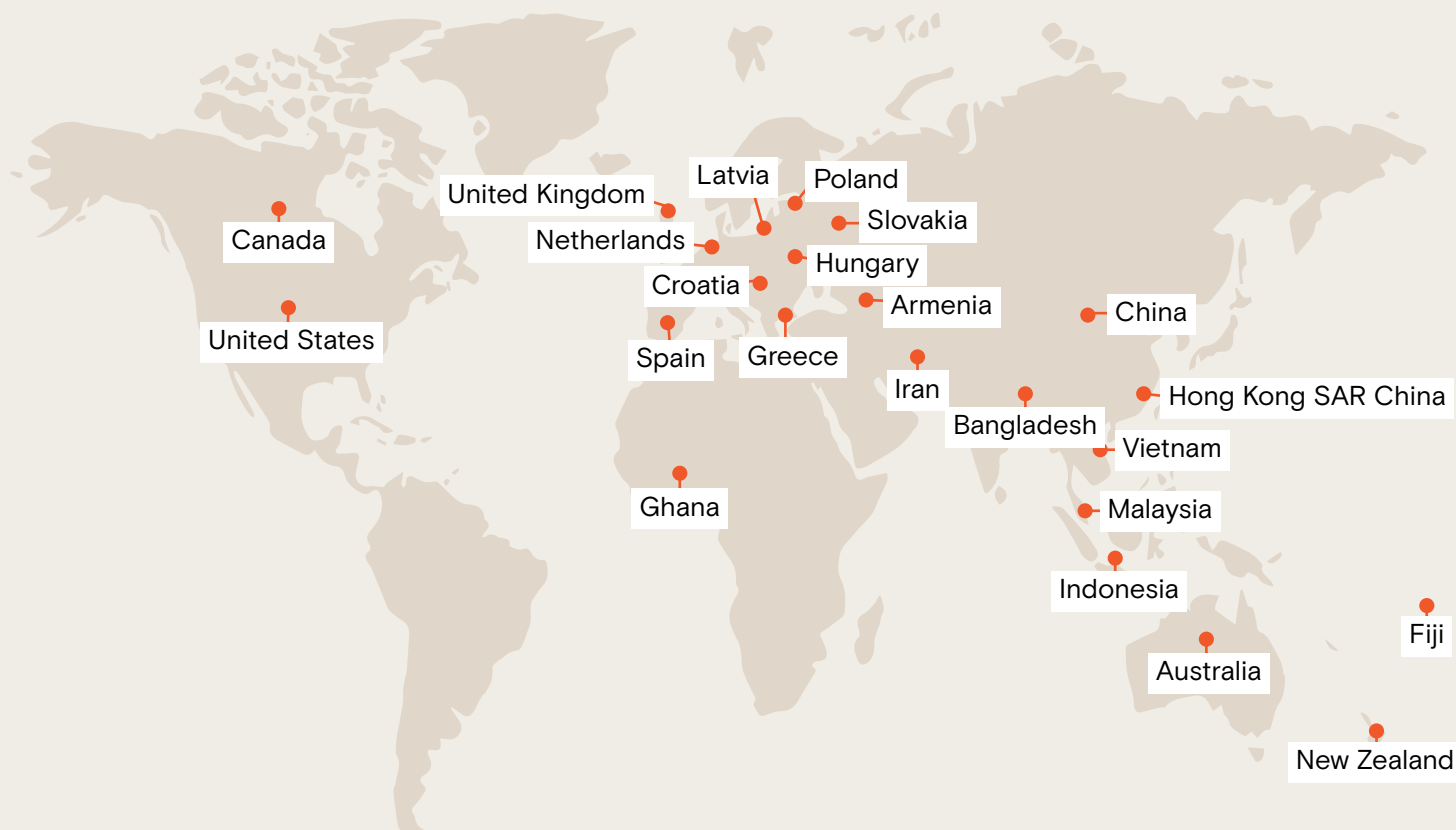 Latvia
Poland
United Kingdom
Slovakia
Canada
Netherlands
Hungary
Croatia
Armenia
China
United States
Spain
Greece
Iran
Hong Kong SAR China
Bangladesh
Vietnam
Ghana
Malaysia
Indonesia
Fiji
Australia
New Zealand